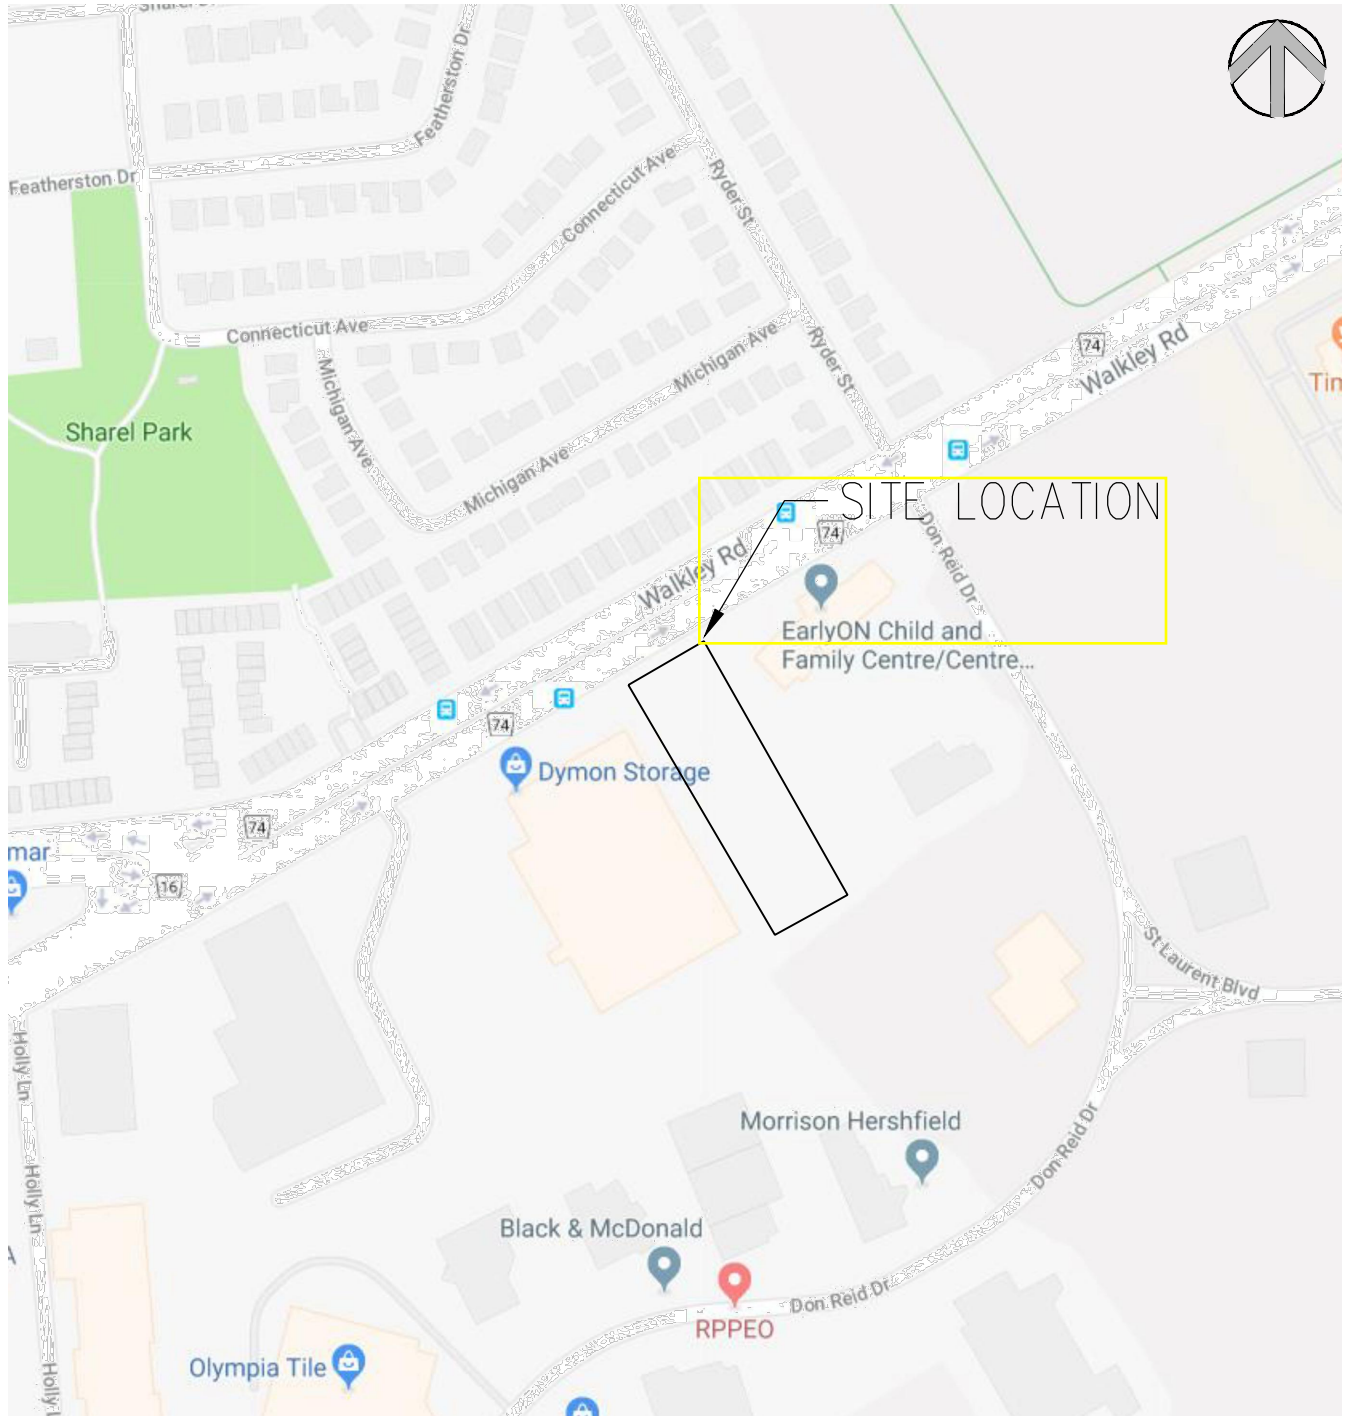 Featherston Dr
Featherston Dr
Connecticut Ave
Ryder St
Connecticut Ave
Michigan Ave
Michigan Ave
Ryder St
74
Walkley Rd
Tin
Sharel Park
Michigan Ave
SITE LOCATION
74
Walkley Rd
Don Reid Dr
EarlyON Child and
Family Centre/Centre...
74
Dymon Storage
74
mar
16
St Laurent Blvd
Holly Ln
Morrison Hershfield
Don Reid Dr
Holly Ln
Black & McDonald
A
Don Reid Dr
RPPEO
Olympia Tile
Holly